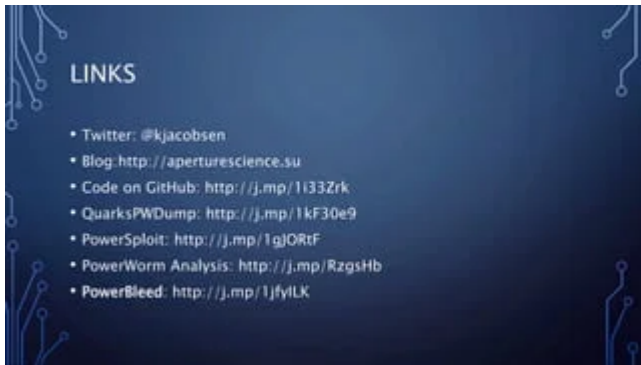 LINKS
• Twitter: @kjacobsen
• Blog:http://aperturescience.su
• Code on GitHub: http://j.mp/1i33Zrk
• QuarksPWDump: http://j.mp/1kF30e9
• PowerSploit: http://j.mp/1gJORtF
• PowerWorm Analysis: http://j.mp/RzgsHb
• PowerBleed: http://j.mp/1jfylLK